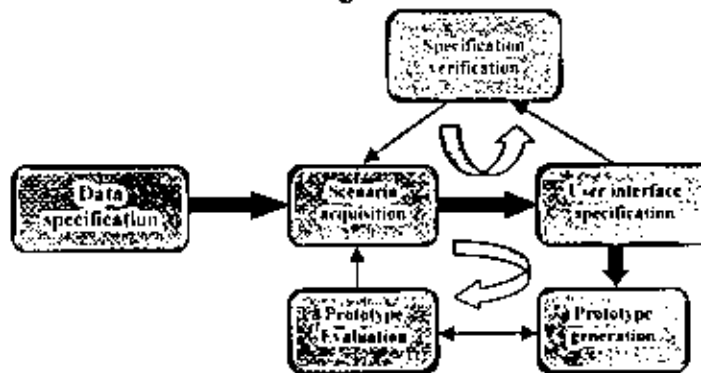 Specification
verification
Data
specification
Scenario
acquisition
User interface
specification
Prototype
Evaluation
Prototype
generation